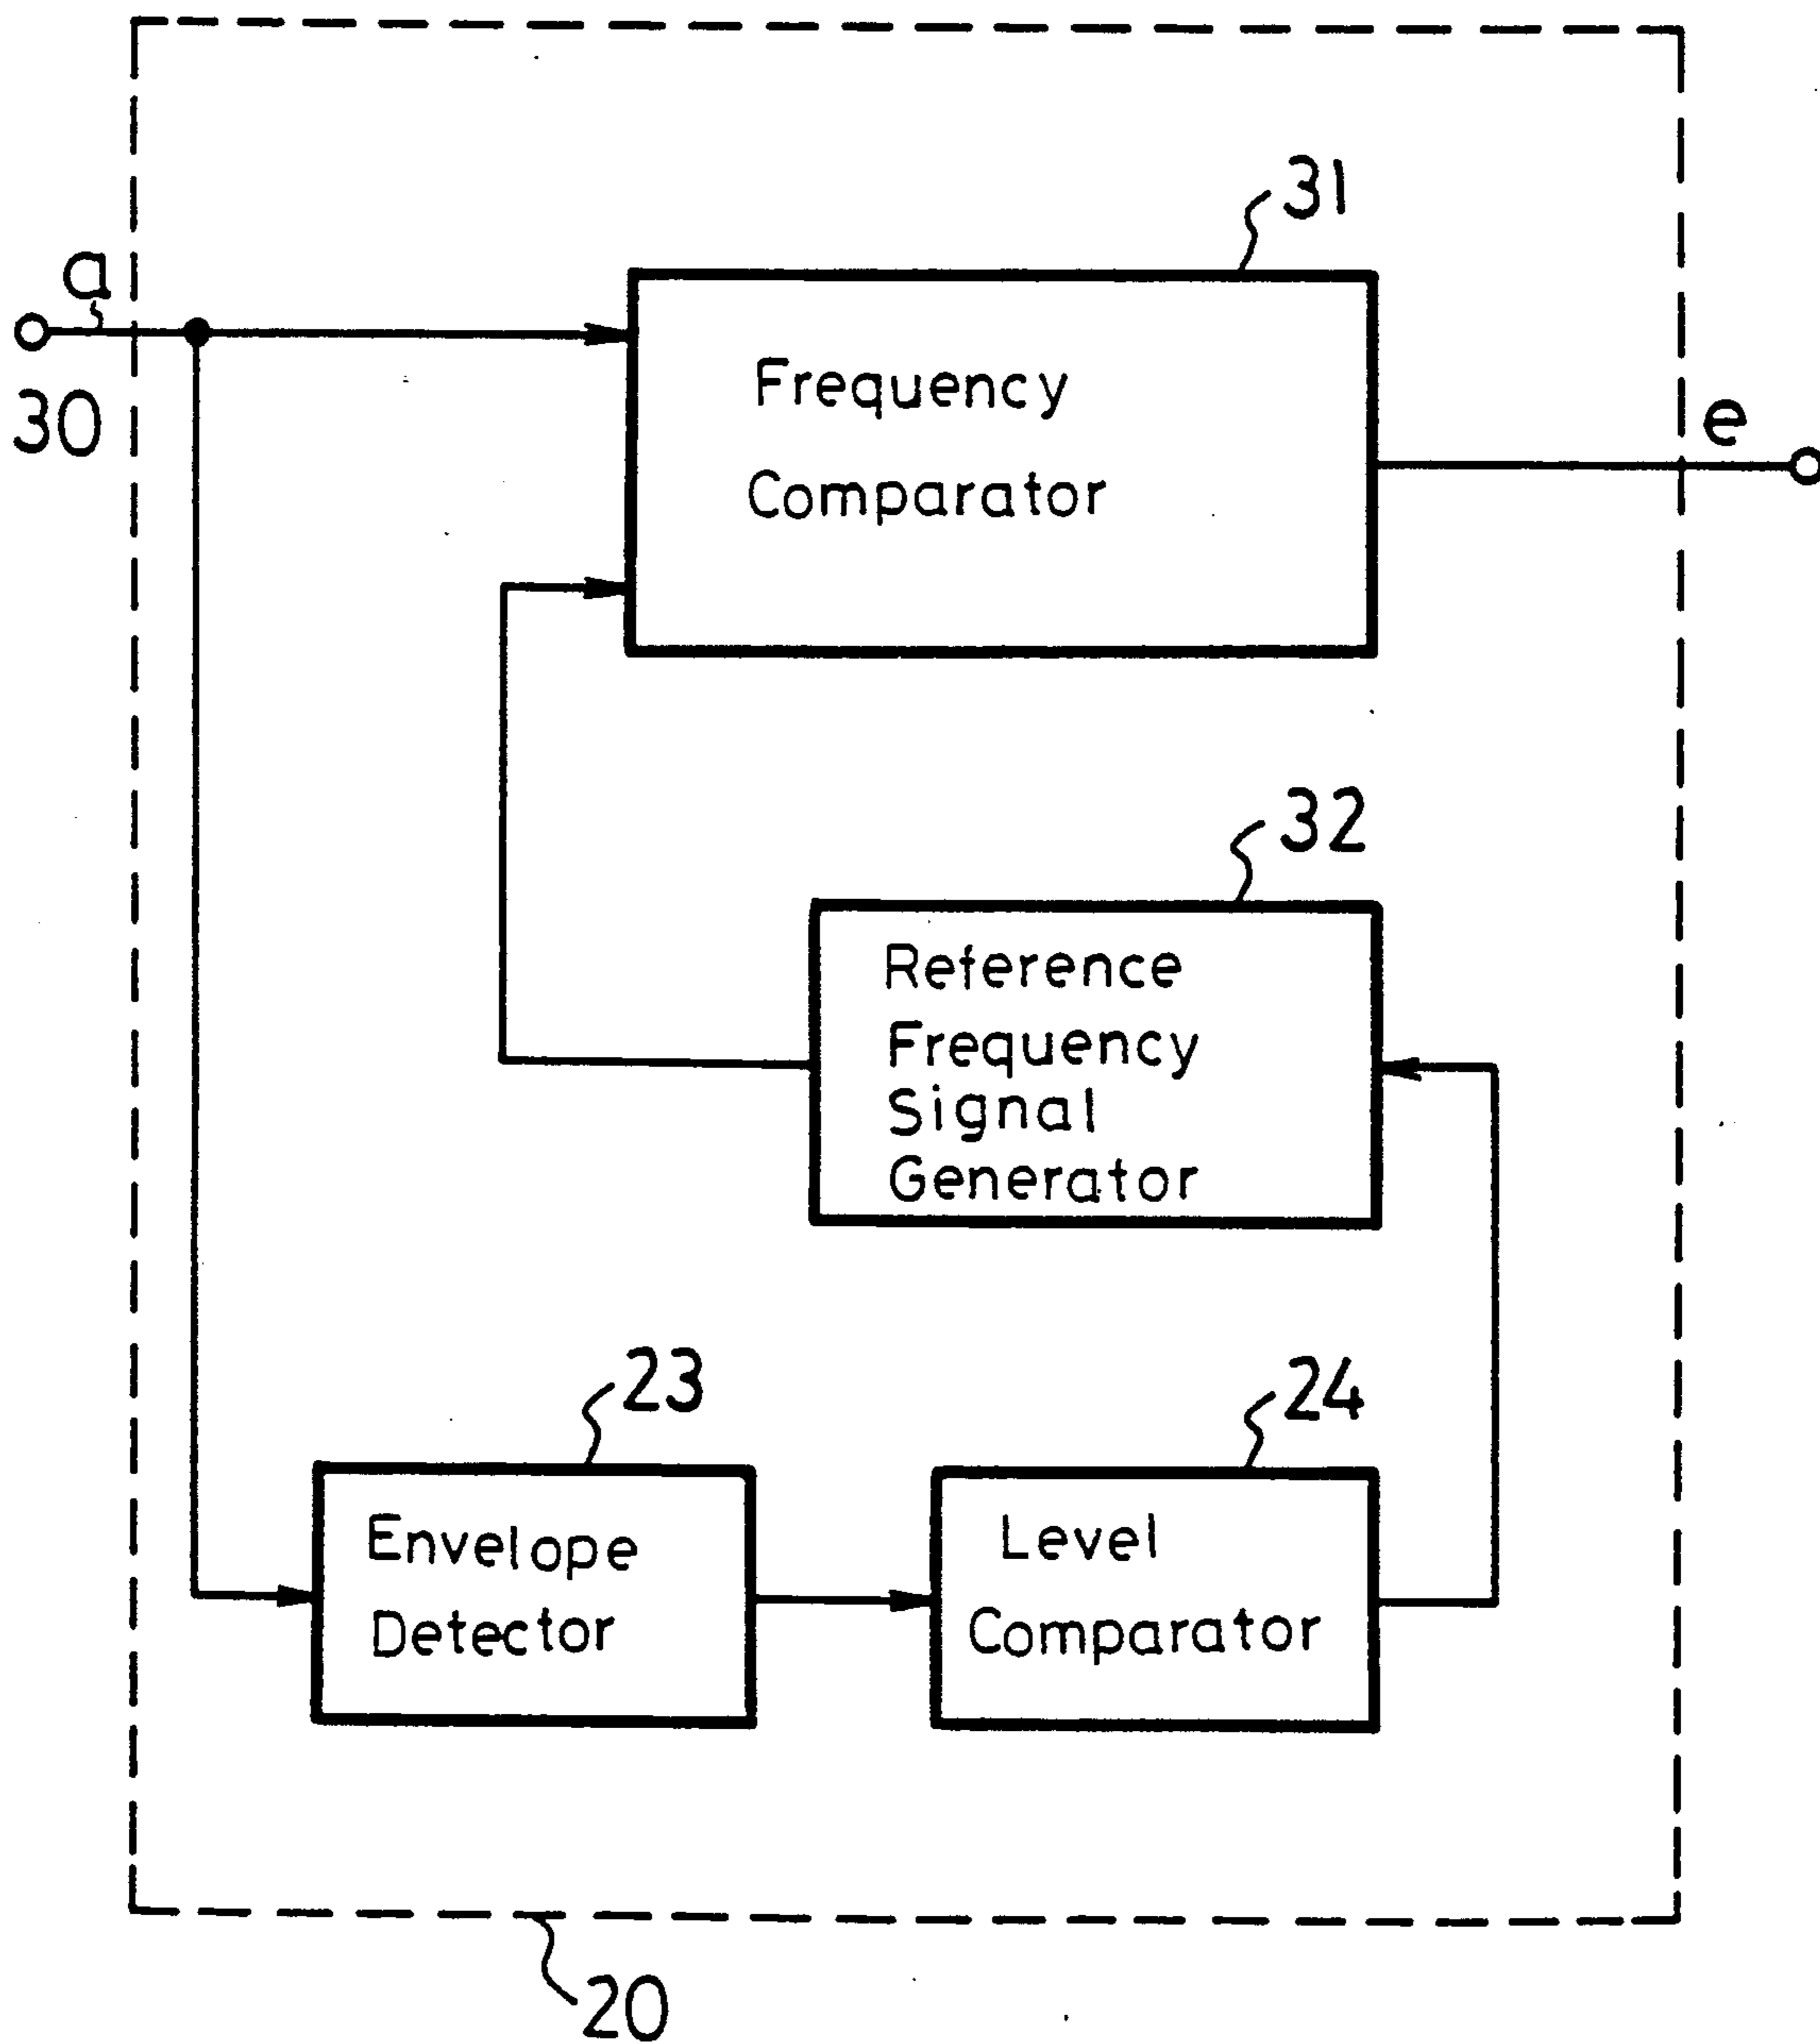 31
a
30
Frequency
Comparator
e
32
Reference
Frequency
Signal
Generator
23
24
Envelope
Detector
Level
Comparator
20